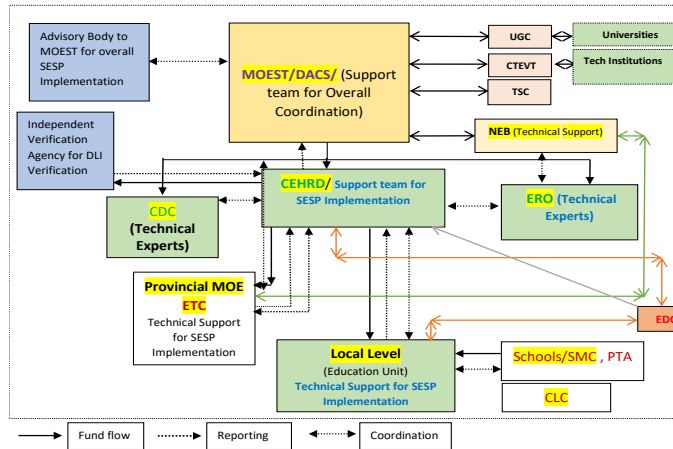 Advisory Body to
MOEST for overall
SESP
Implementation
MOEST/DACS/ (Support
team for Overall
Coordination)
UGC
Universities
CTEVT
Tech Institutions
TSC
Independent
Verification
Agency for DLI
Verification
NEB (Technical Support)
CEHRD/ Support team for
SESP Implementation
CDC
(Technical
Experts)
ERO (Technical
Experts)
Provincial MOE
ETC
Technical Support
for SESP
Implementation
Local Level
(Education Unit)
Technical Support for SESP
Implementation
Schools/SMC , PTA
CLC
Fund flow
Reporting
Coordination